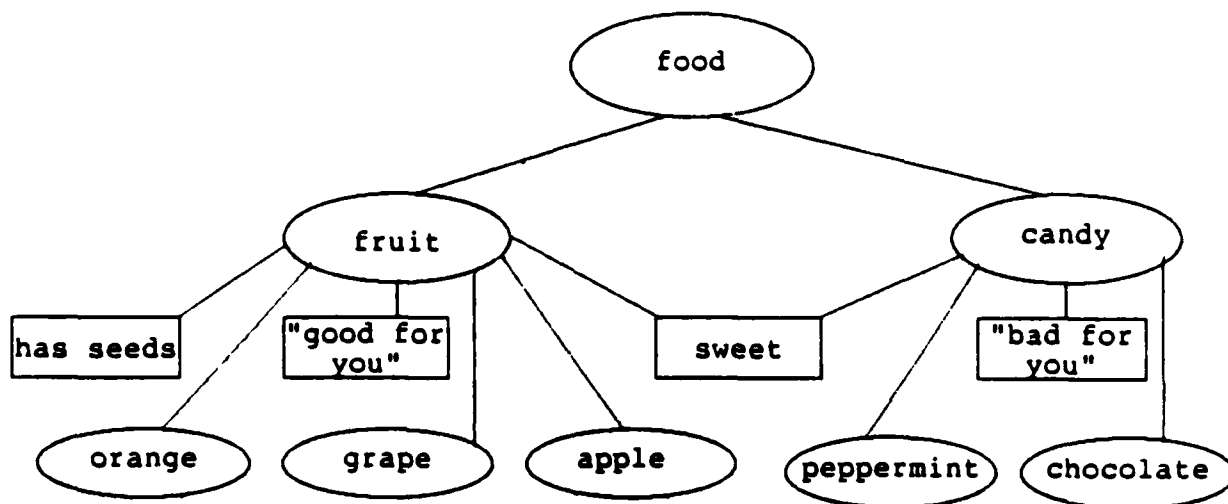 food
fruit
candy
has seeds
"good for
you"
sweet
"bad for
you"
orange
grape
apple
peppermint
chocolate